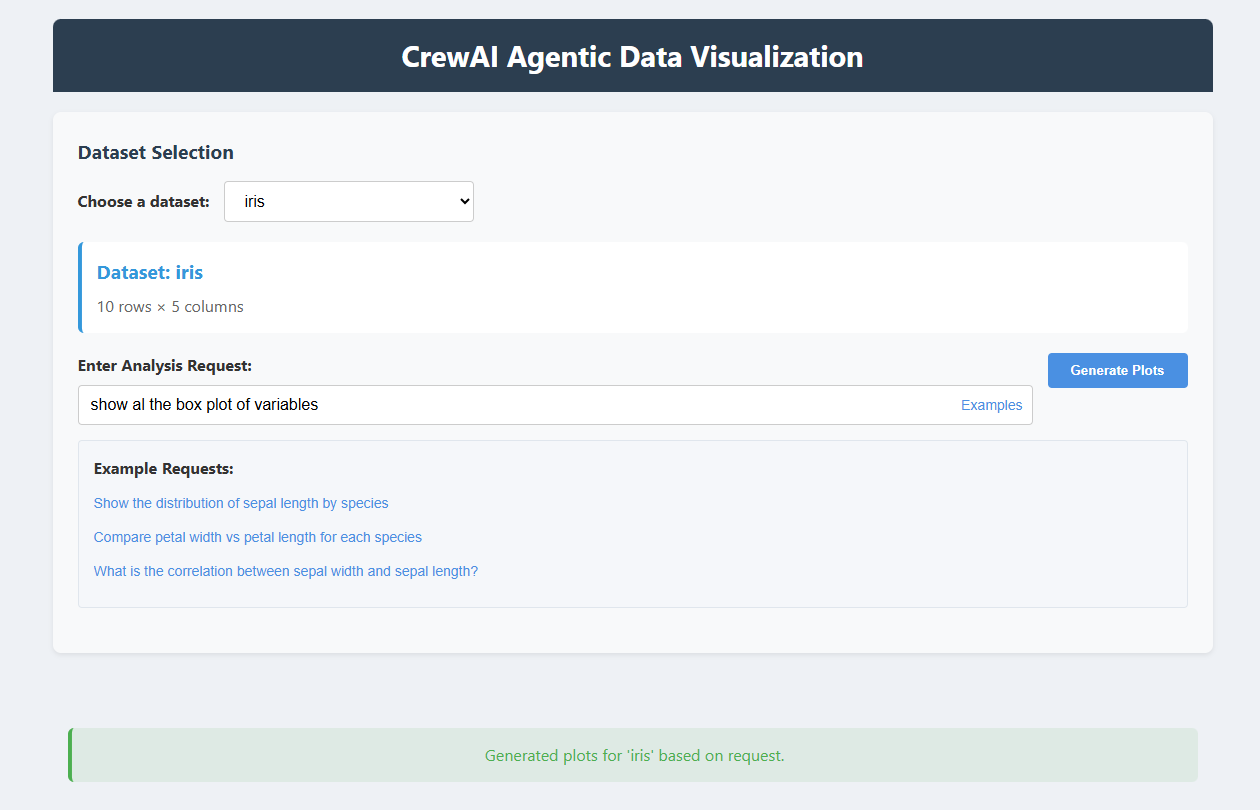 CrewAI Agentic Data Visualization
Dataset Selection
Choose a dataset: iris
Dataset: iris
10 rows × 5 columns
Enter Analysis Request:
Generate Plots
show al the box plot of variables Examples
Example Requests:
Show the distribution of sepal length by species
Compare petal width vs petal length for each species
What is the correlation between sepal width and sepal length?
Generated plots for 'iris' based on request.